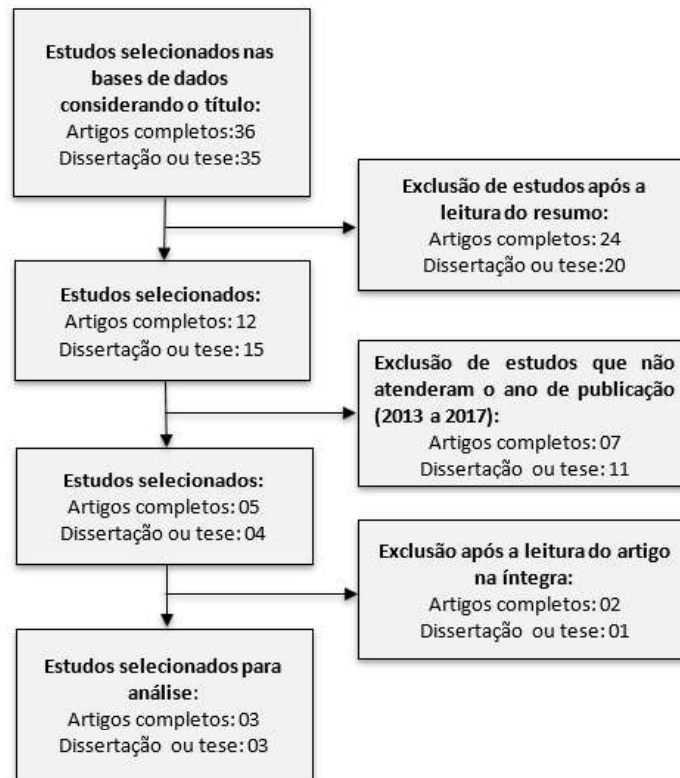 Estudos selecionados nas
bases de dados
considerando o título:
Artigos completos:36
Dissertação ou tese:35
Exclusão de estudos após a
leitura do resumo:
Artigos completos: 24
Dissertação ou tese:20
Estudos selecionados:
Artigos completos: 12
Dissertação ou tese: 15
Exclusão de estudos que não
atenderam o ano de publicação
(2013 a 2017):
Artigos completos: 07
Dissertação ou tese: 11
Estudos selecionados:
Artigos completos: 05
Dissertação ou tese: 04
Exclusão após a leitura do artigo
na íntegra:
Artigos completos: 02
Dissertação ou tese: 01
Estudos selecionados para
análise:
Artigos completos: 03
Dissertação ou tese: 03